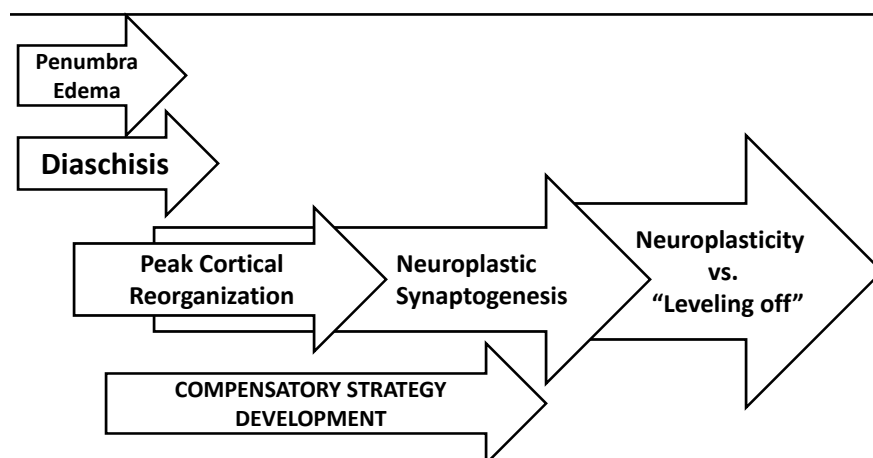 Penumbra
Edema
Diaschisis
Peak Cortical
Reorganization
Neuroplastic
Synaptogenesis
Neuroplasticity
vs.
“Leveling off”
COMPENSATORY STRATEGY
DEVELOPMENT